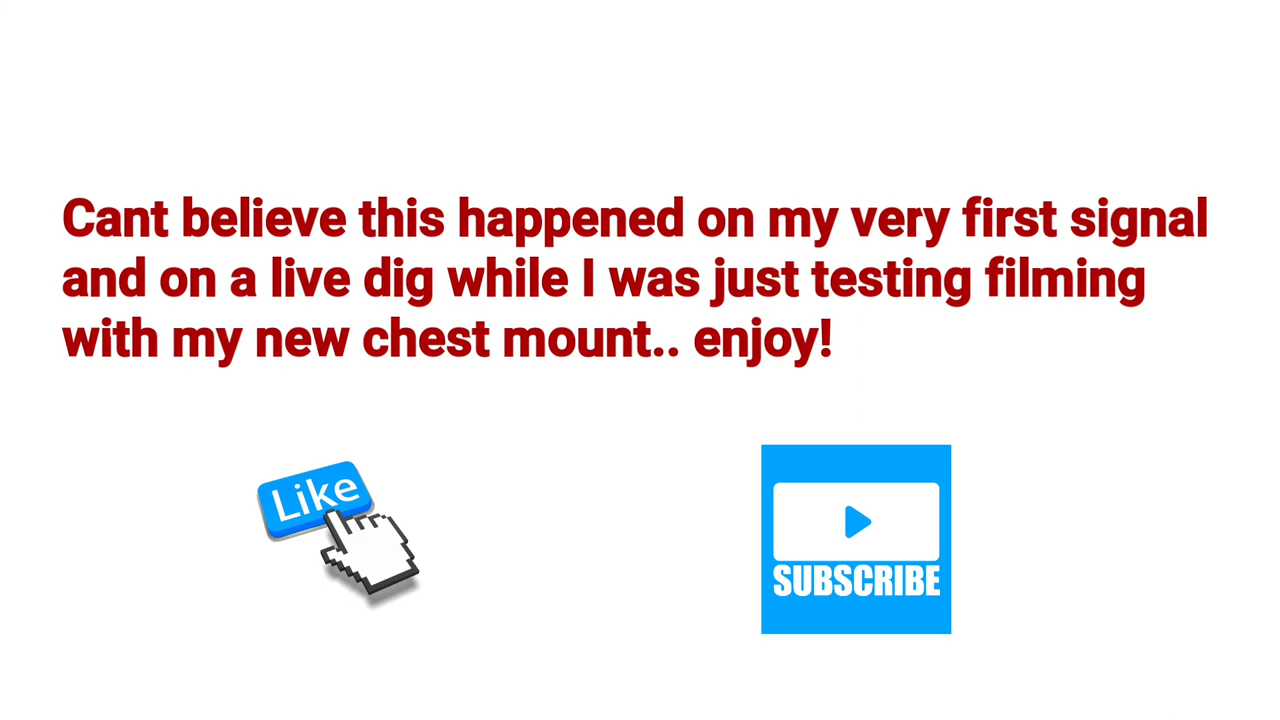 Cant believe this happened on my very first signal
and on a live dig while I was just testing filming
with my new chest mount.. enjoy!
Like
SUBSCRIBE